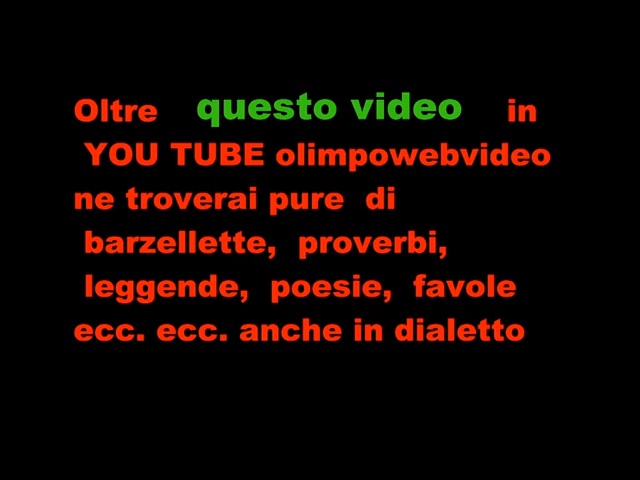 Oltre questo video in
YOU TUBE olimpowebvideo
ne troverai pure di
barzellette, proverbi,
leggende, poesie, favole
ecc. ecc. anche in dialetto